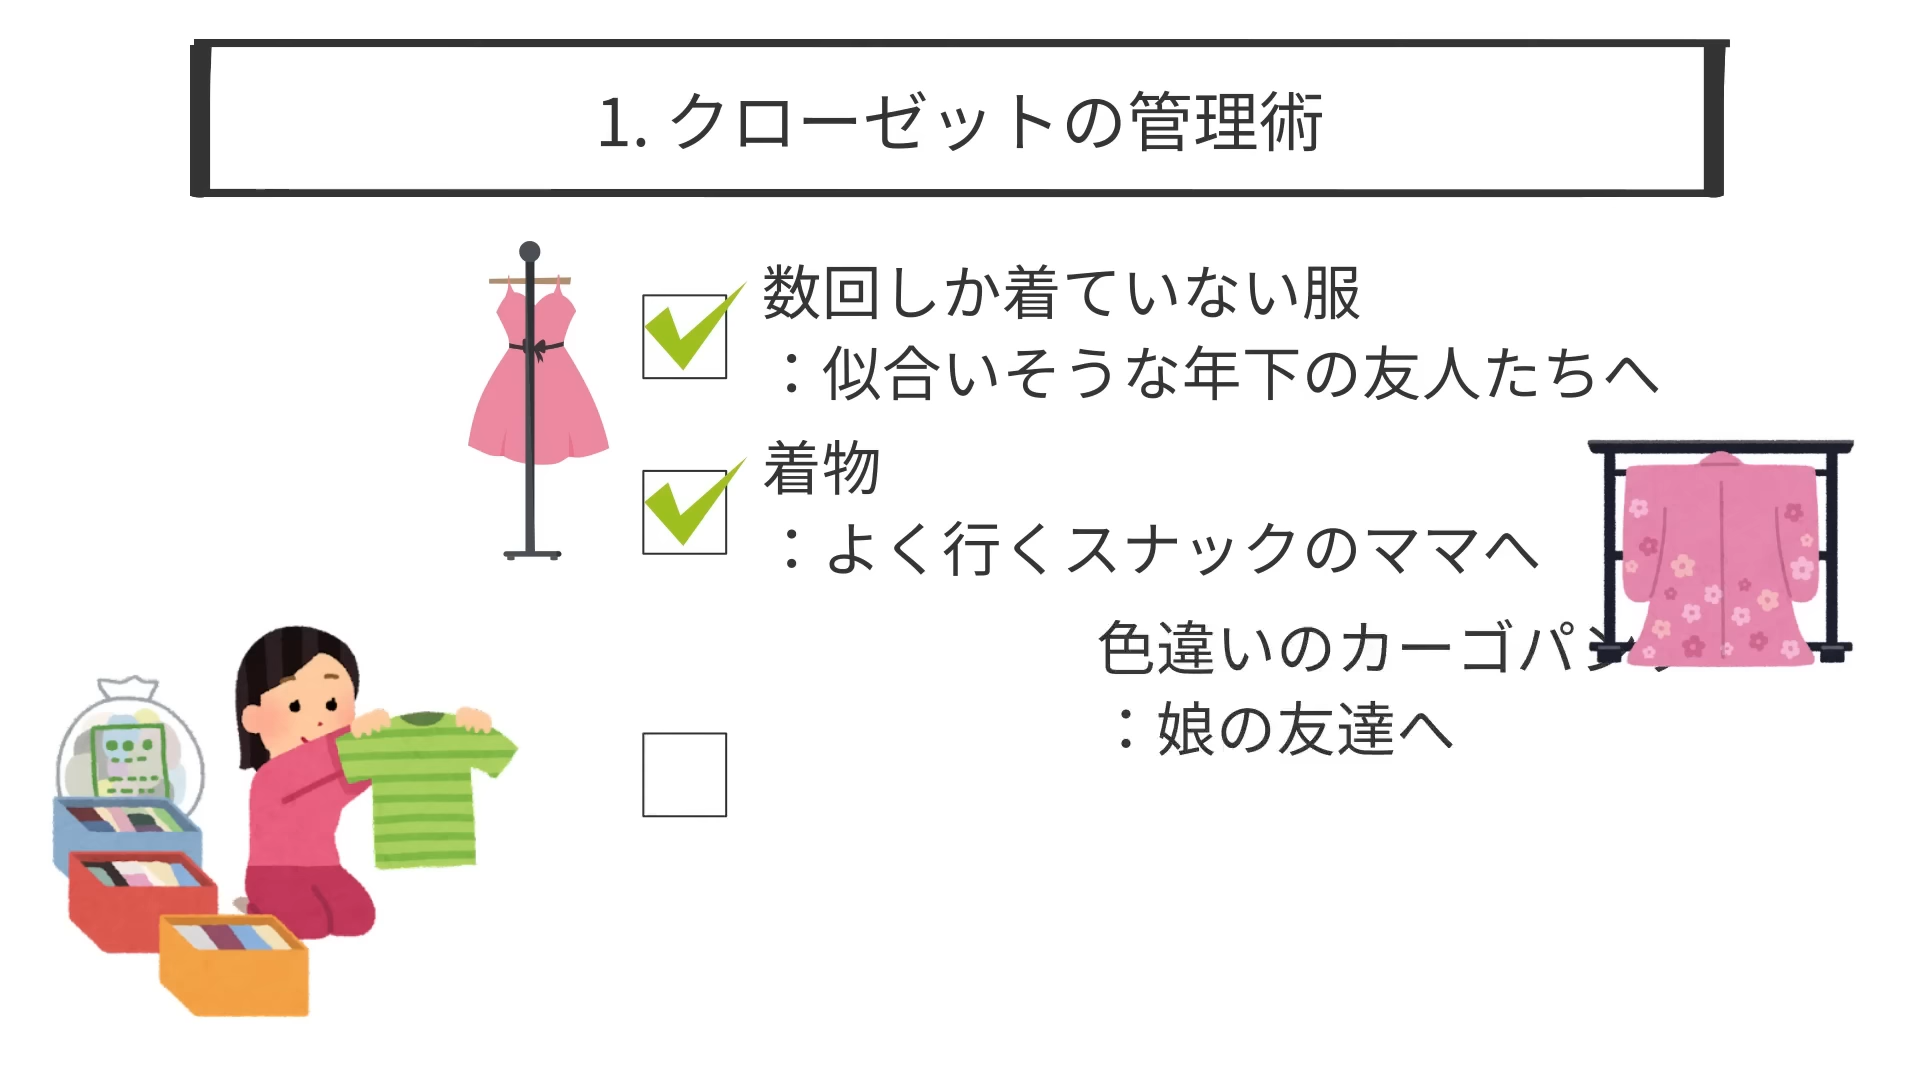 1. クローゼットの管理術
数回しか着ていない服
：似合いそうな年下の友人たちへ
着物
：よく行くスナックのママへ
色違いのカーゴパンツ
：娘の友達へ